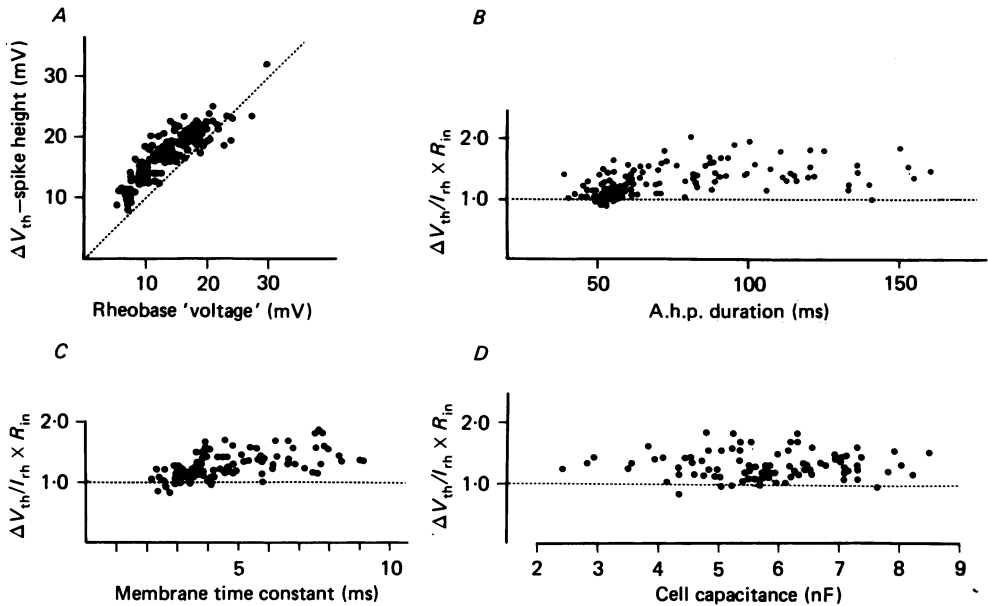 A
ΔVth—spike height (mV)
30
20
10
10 20 30
Rheobase 'voltage' (mV)
B
ΔVth/Irh × Rin
2·0
1·0
50 100 150
A.h.p. duration (ms)
C
ΔVth/Irh × Rin
2·0
1·0
5 10
Membrane time constant (ms)
D
ΔVth/Irh × Rin
2·0
1·0
2 3 4 5 6 7 8 9
Cell capacitance (nF)